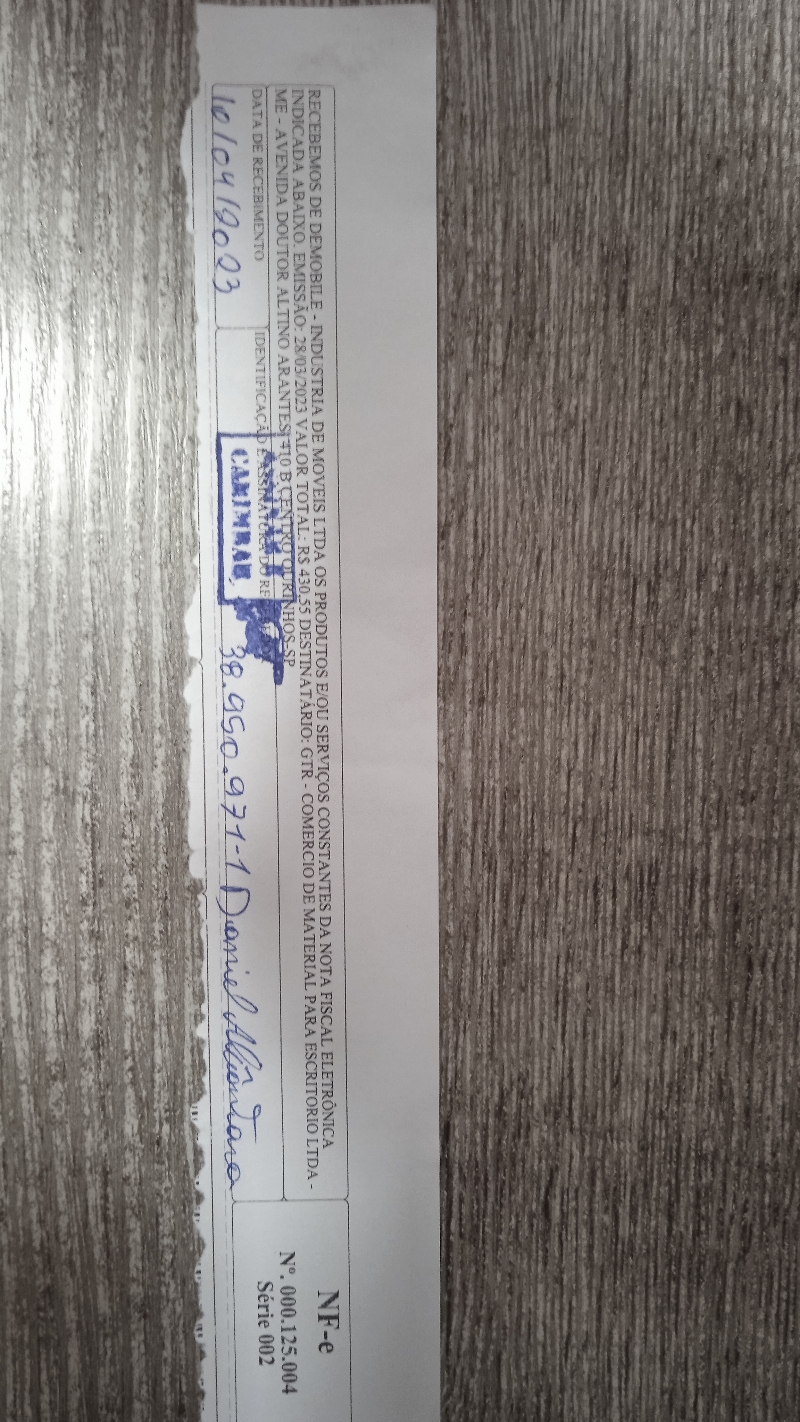 RECEBEMOS DE DEMOBILE - INDUSTRIA DE MOVEIS LTDA OS PRODUTOS E/OU SERVIÇOS CONSTANTES DA NOTA FISCAL ELETRÔNICA
INDICADA ABAIXO. EMISSÃO: 28/03/2023 VALOR TOTAL: R$ 430,55 DESTINATÁRIO: GTR - COMERCIO DE MATERIAL PARA ESCRITORIO LTDA -
ME - AVENIDA DOUTOR ALTINO ARANTES, 410 B CENTRO OURINHOS-SP
DATA DE RECEBIMENTO
10/04/2023
IDENTIFICAÇÃO E ASSINATURA DO
CARIMBAR
38.950.971-1 Daniel Alcântara
NF-e
Nº. 000.125.004
Série 002